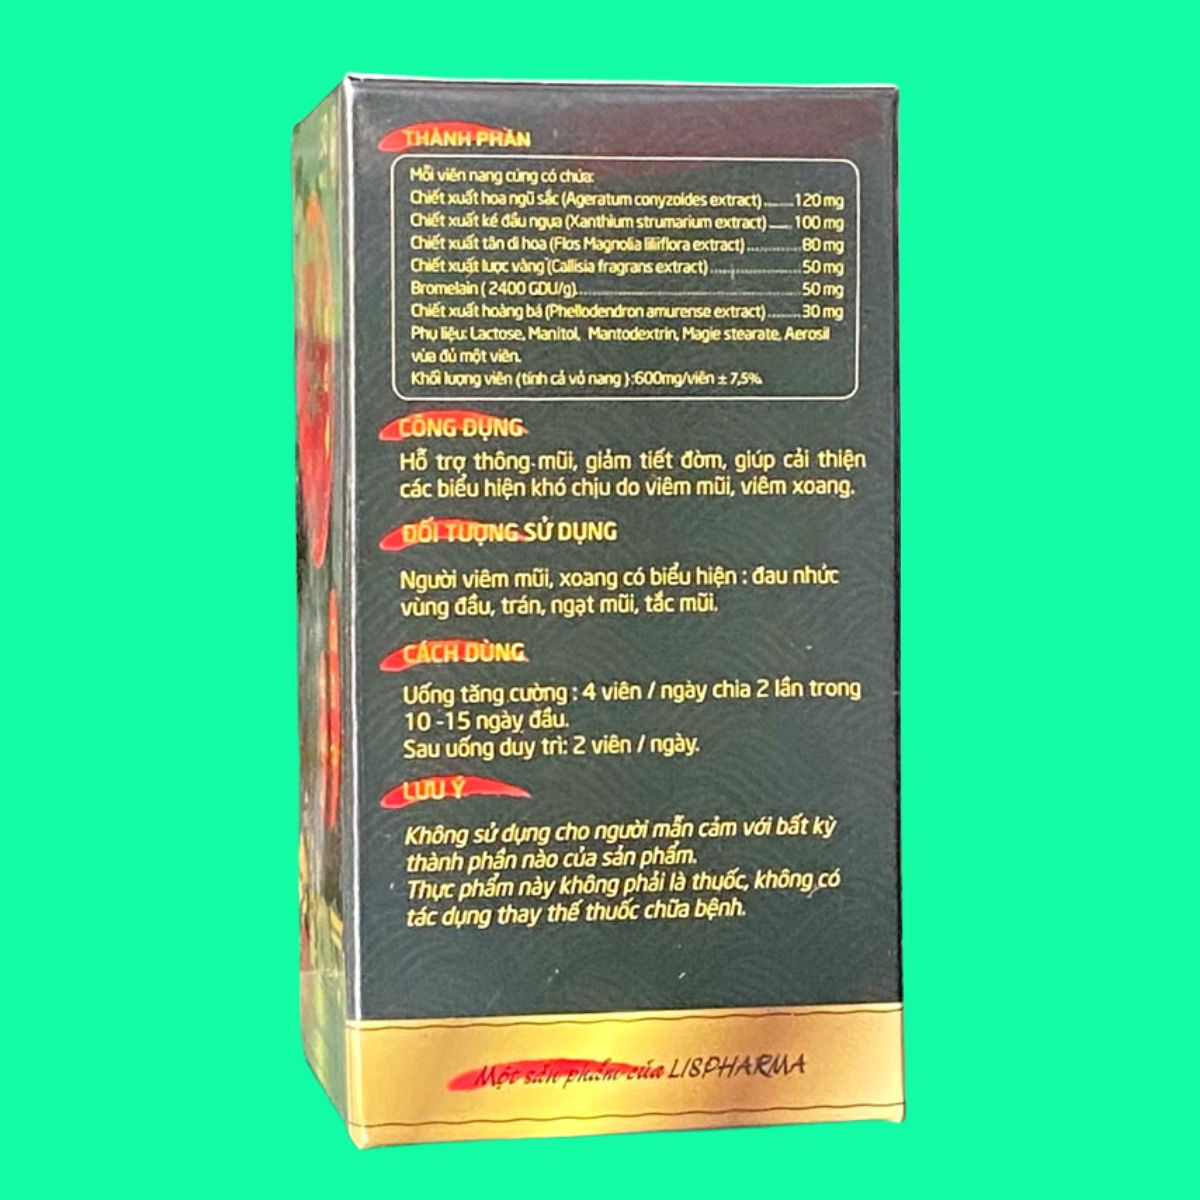 THÀNH PHẦN
Mỗi viên nang cứng có chứa:
Chiết xuất hoa ngũ sắc (Ageratum conyzoides extract).......120 mg
Chiết xuất ké đầu ngựa (Xanthium strumarium extract) ..... 100 mg
Chiết xuất tân di hoa (Flos Magnolia liliiflora extract) ............. 80 mg
Chiết xuất lược vàng (Callisia fragrans extract) ...................... 50 mg
Bromelain ( 2400 GDU/g)...................................................... 50 mg
Chiết xuất hoàng bá (Phellodendron amurense extract) ........ 30 mg
Phụ liệu: Lactose, Manitol, Mantodextrin, Magie stearate, Aerosil
vừa đủ một viên.
Khối lượng viên (tính cả vỏ nang ):600mg/viên ± 7,5%.
CÔNG DỤNG
Hỗ trợ thông mũi, giảm tiết đờm, giúp cải thiện
các biểu hiện khó chịu do viêm mũi, viêm xoang.
ĐỐI TƯỢNG SỬ DỤNG
Người viêm mũi, xoang có biểu hiện : đau nhức
vùng đầu, trán, ngạt mũi, tắc mũi.
CÁCH DÙNG
Uống tăng cường : 4 viên / ngày chia 2 lần trong
10 -15 ngày đầu.
Sau uống duy trì: 2 viên / ngày.
LƯU Ý
Không sử dụng cho người mẫn cảm với bất kỳ
thành phần nào của sản phẩm.
Thực phẩm này không phải là thuốc, không có
tác dụng thay thế thuốc chữa bệnh.
Một sản phẩm của LISPHARMA